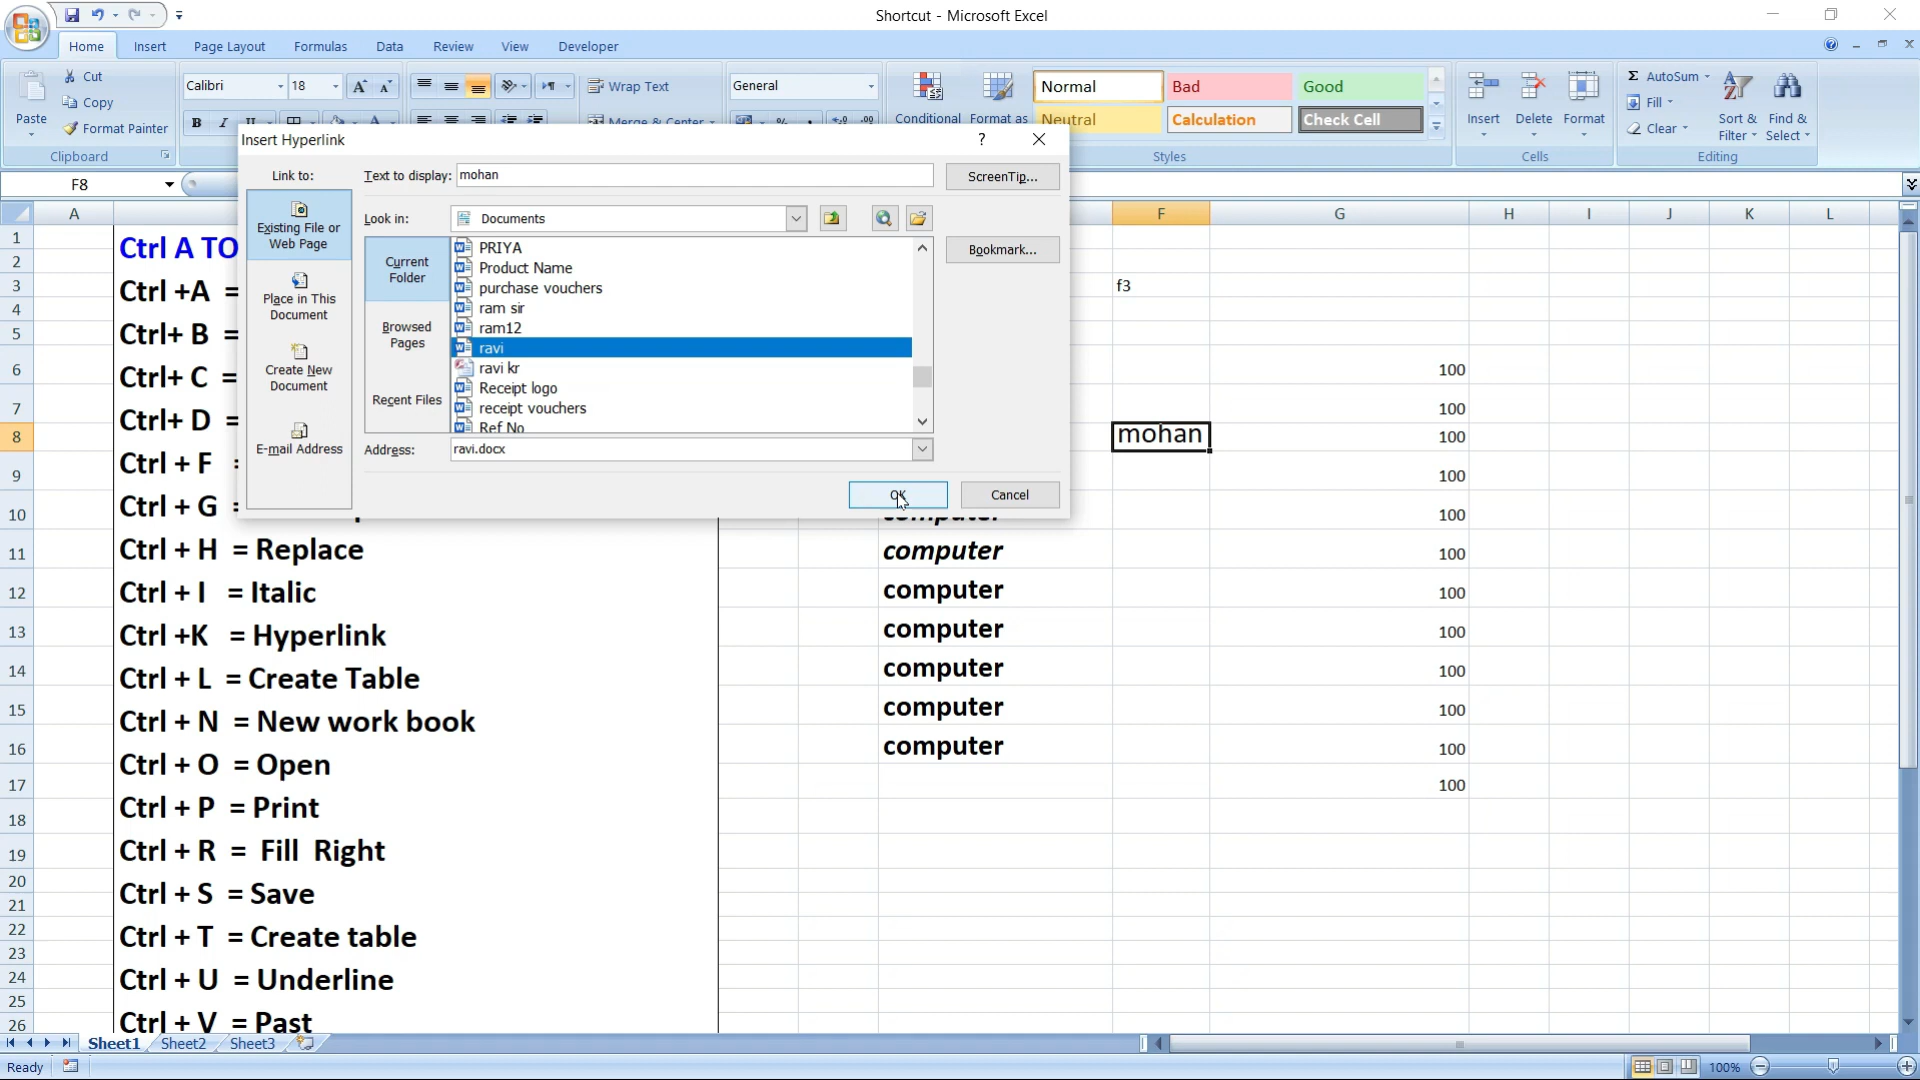 Shortcut - Microsoft Excel
Home Insert Page Layout Formulas Data Review View Developer
Paste
Cut
Copy
Format Painter
Clipboard
Calibri 18
B I U
Wrap Text
Merge & Center
General
%
Conditional Format as
Normal Bad Good
Neutral Calculation Check Cell
Styles
Insert Delete Format
Cells
Σ AutoSum
Fill
Clear
Sort & Filter
Find & Select
Editing
F8
Insert Hyperlink
?
Link to:
Existing File or Web Page
Place in This Document
Create New Document
E-mail Address
Text to display: mohan
ScreenTip...
Look in: Documents
Bookmark...
Current Folder
Browsed Pages
Recent Files
PRIYA
Product Name
purchase vouchers
ram sir
ram12
ravi
ravi kr
Receipt logo
receipt vouchers
Ref No
Address: ravi.docx
OK Cancel
A F G H I J K L
1 Ctrl A TO
2
3 Ctrl +A = f3
4
5 Ctrl+ B =
6 Ctrl+ C = 100
7 Ctrl+ D = 100
8 mohan 100
9 Ctrl + F 100
10 Ctrl + G 100
11 Ctrl + H = Replace computer 100
12 Ctrl + I = Italic computer 100
13 Ctrl +K = Hyperlink computer 100
14 Ctrl + L = Create Table computer 100
15 Ctrl + N = New work book computer 100
16 Ctrl + O = Open computer 100
17 100
18 Ctrl + P = Print
19 Ctrl + R = Fill Right
20
21 Ctrl + S = Save
22
23 Ctrl + T = Create table
24 Ctrl + U = Underline
25
26 Ctrl + V = Past
Sheet1 Sheet2 Sheet3
Ready
100%